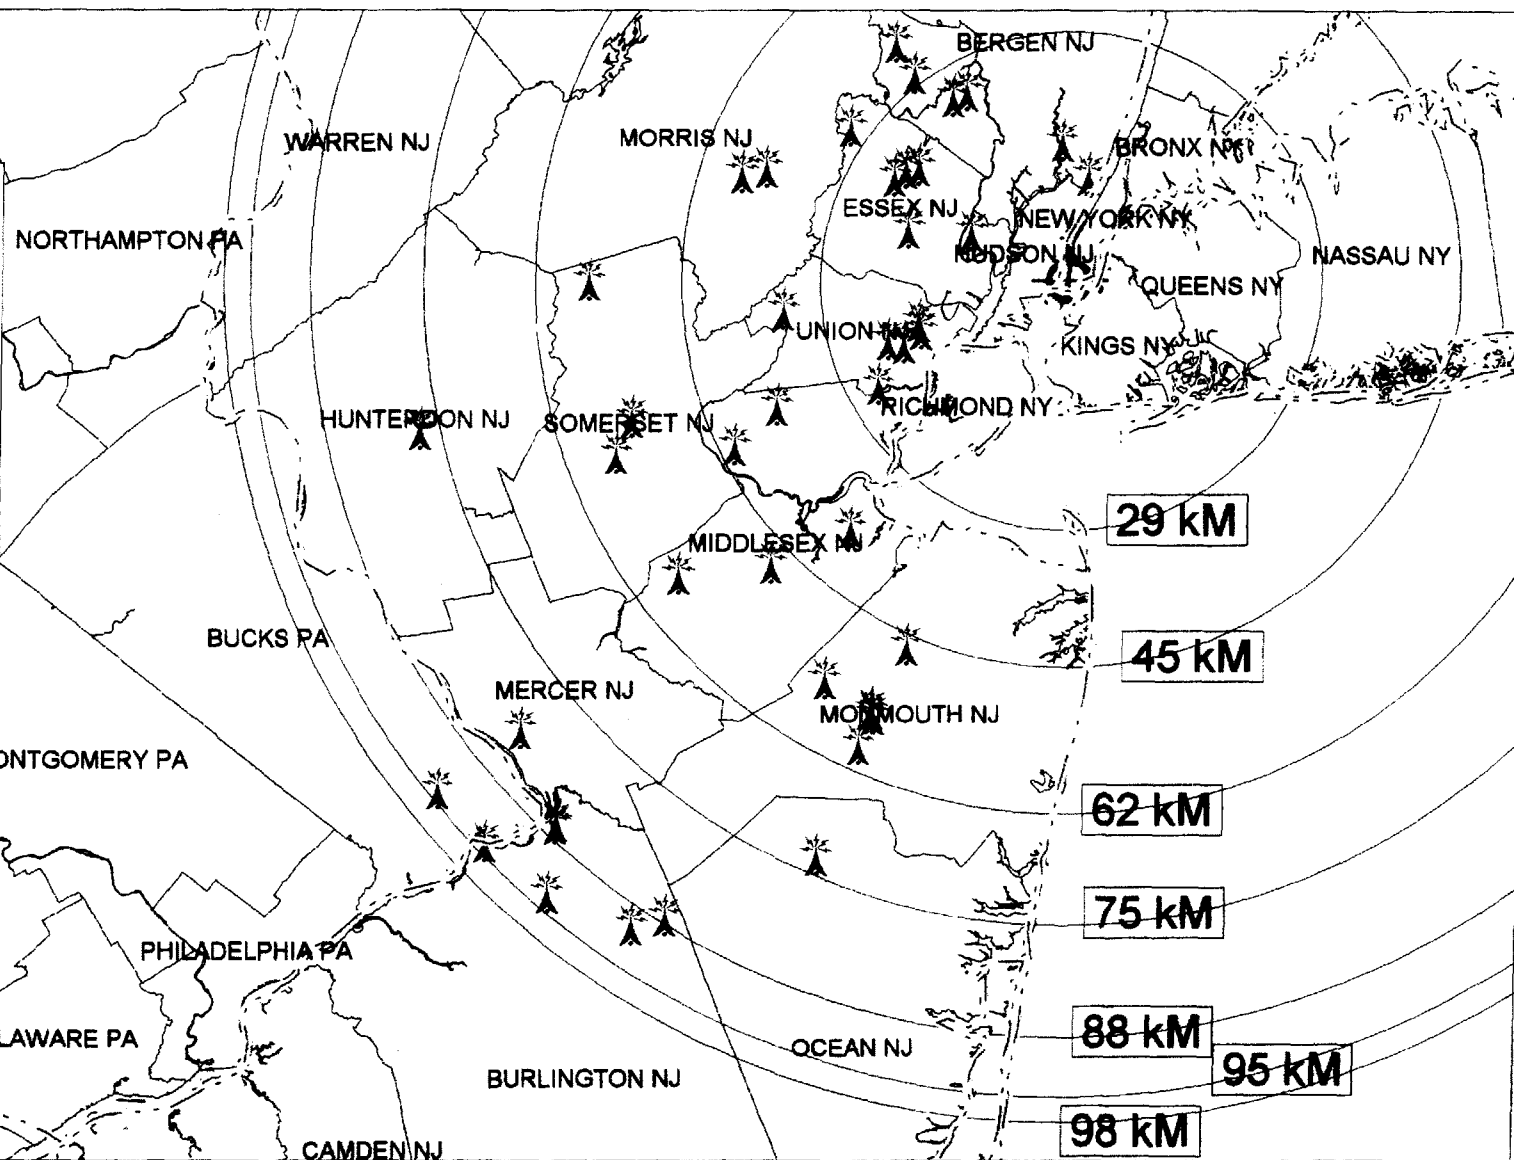 BERGEN NJ
WARREN NJ
MORRIS NJ
BRONX NY
ESSEX NJ
NEW YORK NY
NORTHAMPTON PA
HUDSON NJ
NASSAU NY
QUEENS NY
UNION NJ
KINGS NY
RICHMOND NY
HUNTERDON NJ
SOMERSET NJ
29 kM
MIDDLESEX NJ
BUCKS PA
45 kM
MERCER NJ
MONMOUTH NJ
ONTGOMERY PA
62 kM
75 kM
PHILADELPHIA PA
88 kM
LAWARE PA
OCEAN NJ
95 kM
BURLINGTON NJ
98 kM
CAMDEN NJ